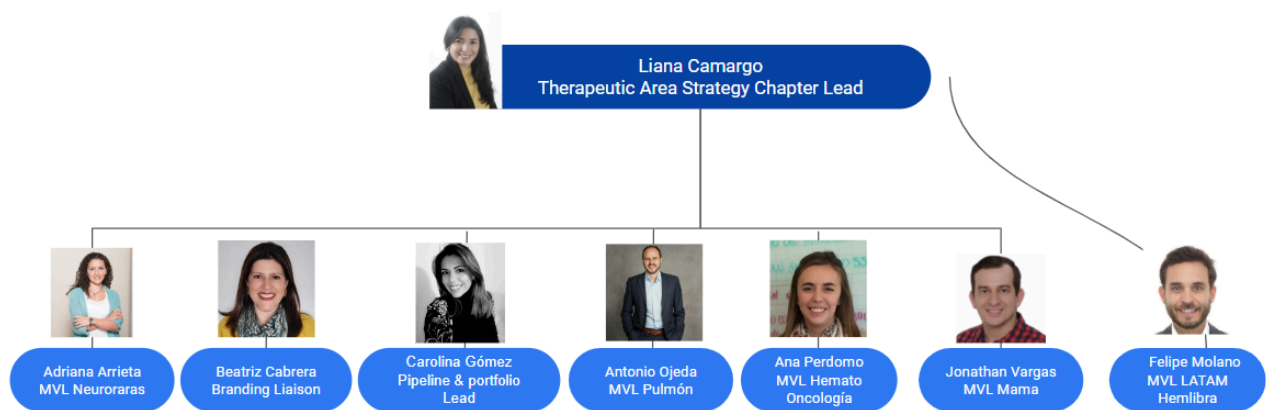 Liana Camargo
Therapeutic Area Strategy Chapter Lead
Adriana Arrieta
MVL Neuroraras
Beatriz Cabrera
Branding Liaison
Carolina Gómez
Pipeline & portfolio
Lead
Antonio Ojeda
MVL Pulmón
Ana Perdomo
MVL Hemato
Oncología
Jonathan Vargas
MVL Mama
Felipe Molano
MVL LATAM
Hemlibra